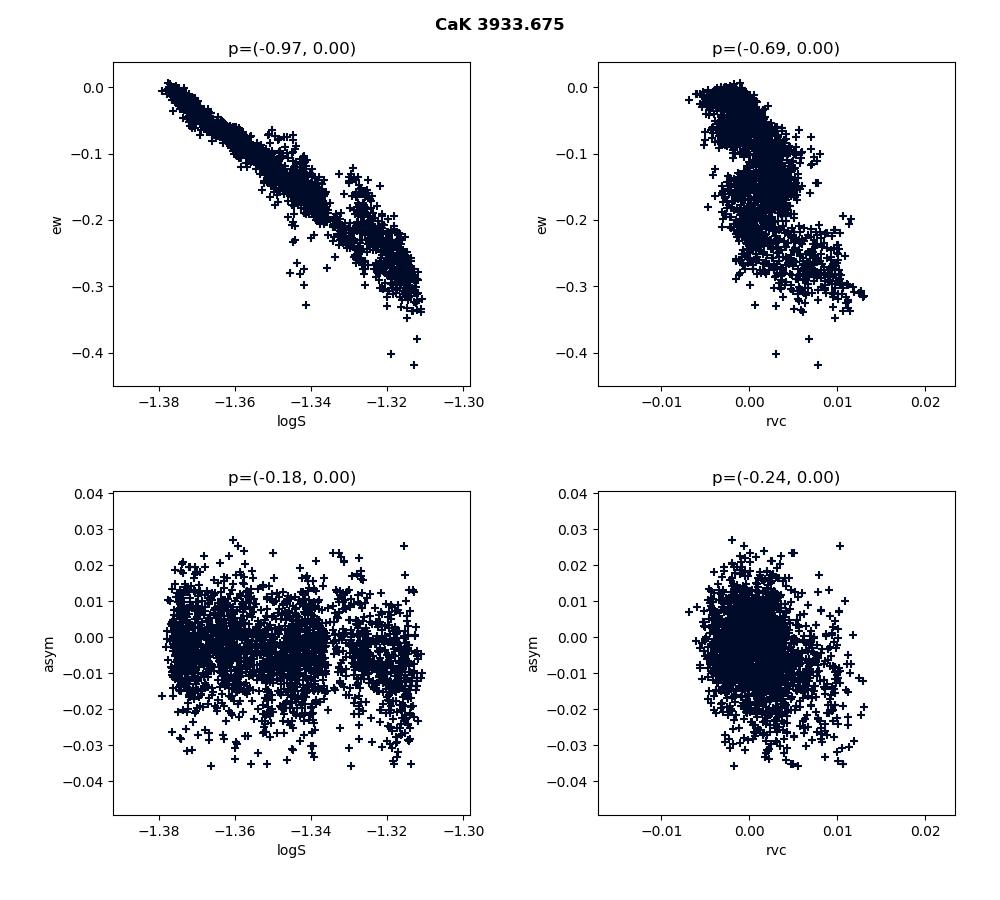 CaK 3933.675
p=(-0.97, 0.00)
0.0
−0.1
−0.2
−0.3
−0.4
ew
−1.38 −1.36 −1.34 −1.32 −1.30
logS
p=(-0.69, 0.00)
0.0
−0.1
−0.2
−0.3
−0.4
ew
−0.01 0.00 0.01 0.02
rvc
p=(-0.18, 0.00)
0.04
0.03
0.02
0.01
0.00
−0.01
−0.02
−0.03
−0.04
asym
−1.38 −1.36 −1.34 −1.32 −1.30
logS
p=(-0.24, 0.00)
0.04
0.03
0.02
0.01
0.00
−0.01
−0.02
−0.03
−0.04
asym
−0.01 0.00 0.01 0.02
rvc